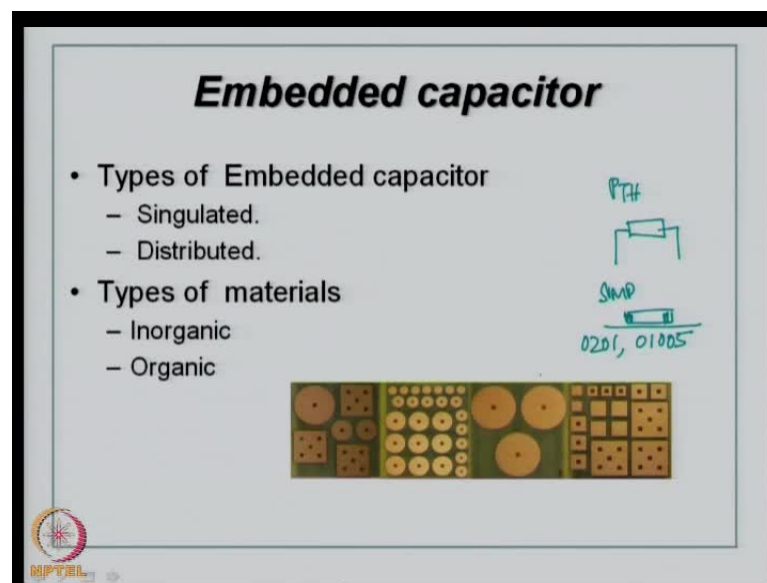 Embedded capacitor
• Types of Embedded capacitor
– Singulated.
– Distributed.
• Types of materials
– Inorganic
– Organic
PTH
SMD
0201, 01005
NPTEL